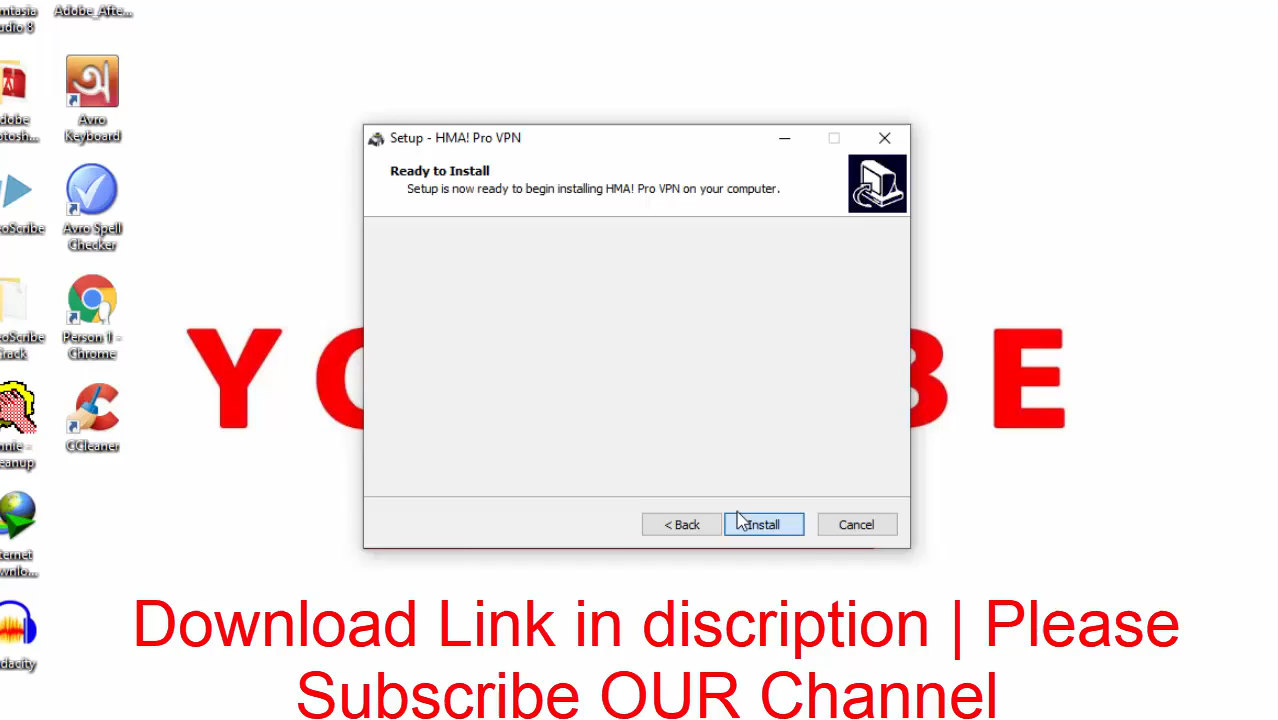 udio 8
Adobe_Afte...
Avro
Keyboard
Avro Spell
Checker
Person 1 -
Chrome
CCleaner
Setup - HMA! Pro VPN
Ready to Install
Setup is now ready to begin installing HMA! Pro VPN on your computer.
< Back
Install
Cancel
Y
B E
Download Link in discription | Please
Subscribe OUR Channel